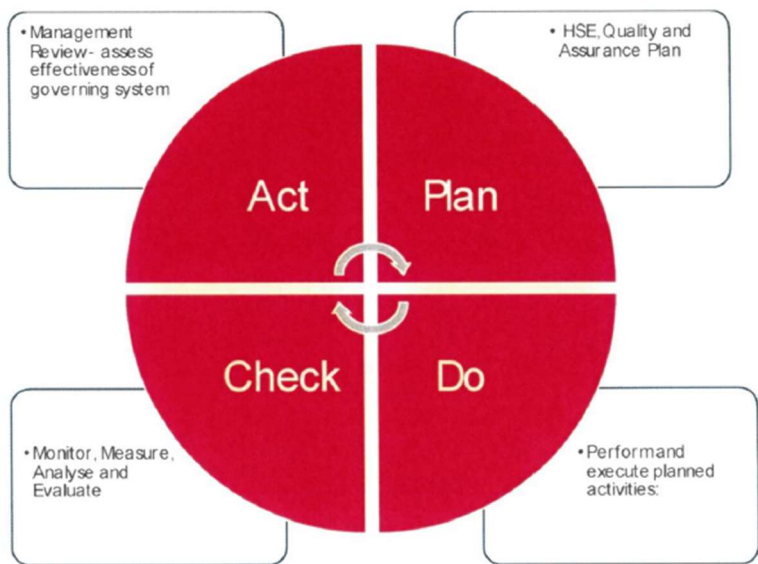 • Management
Review- assess
effectiveness of
governing system
• HSE, Quality and
Assurance Plan
Act
Plan
Check
Do
• Monitor, Measure,
Analyse and
Evaluate
• Perform and
execute planned
activities: